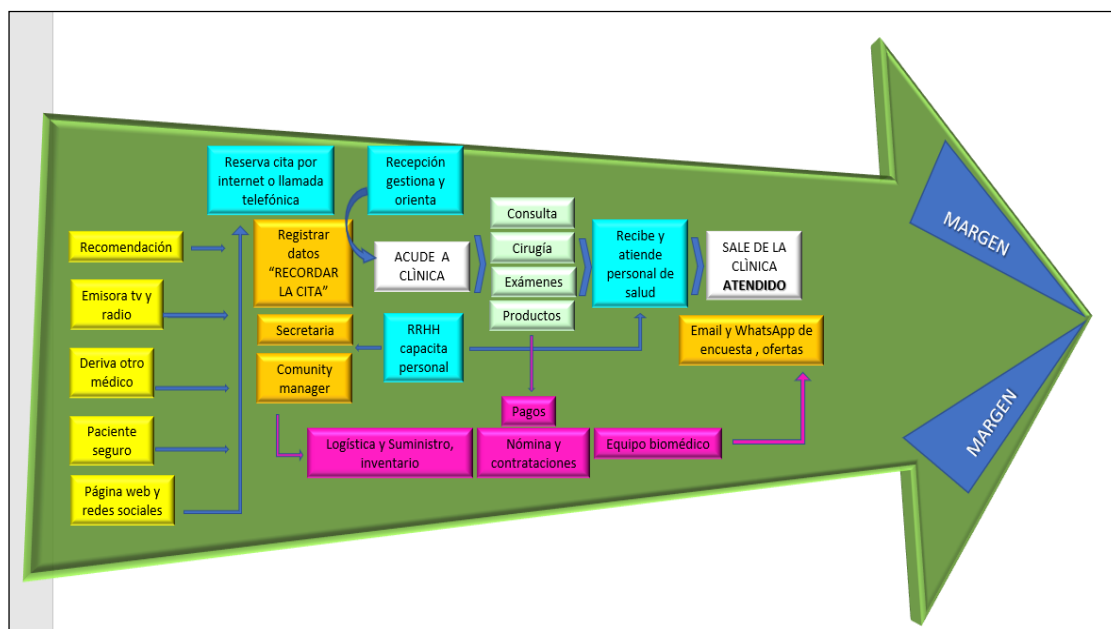 Reserva cita por
internet o llamada
telefónica
Recepción
gestiona y
orienta
Recomendación
Emisora tv y
radio
Deriva otro
médico
Paciente
seguro
Página web y
redes sociales
Registrar
datos
“RECORDAR
LA CITA”
ACUDE A
CLÌNICA
Consulta
Cirugía
Exámenes
Productos
Recibe y
atiende
personal de
salud
SALE DE LA
CLÌNICA
ATENDIDO
Secretaria
Comunity
manager
RRHH
capacita
personal
Email y WhatsApp de
encuesta , ofertas
Pagos
Logística y Suministro,
inventario
Nómina y
contrataciones
Equipo biomédico
MARGEN
MARGEN